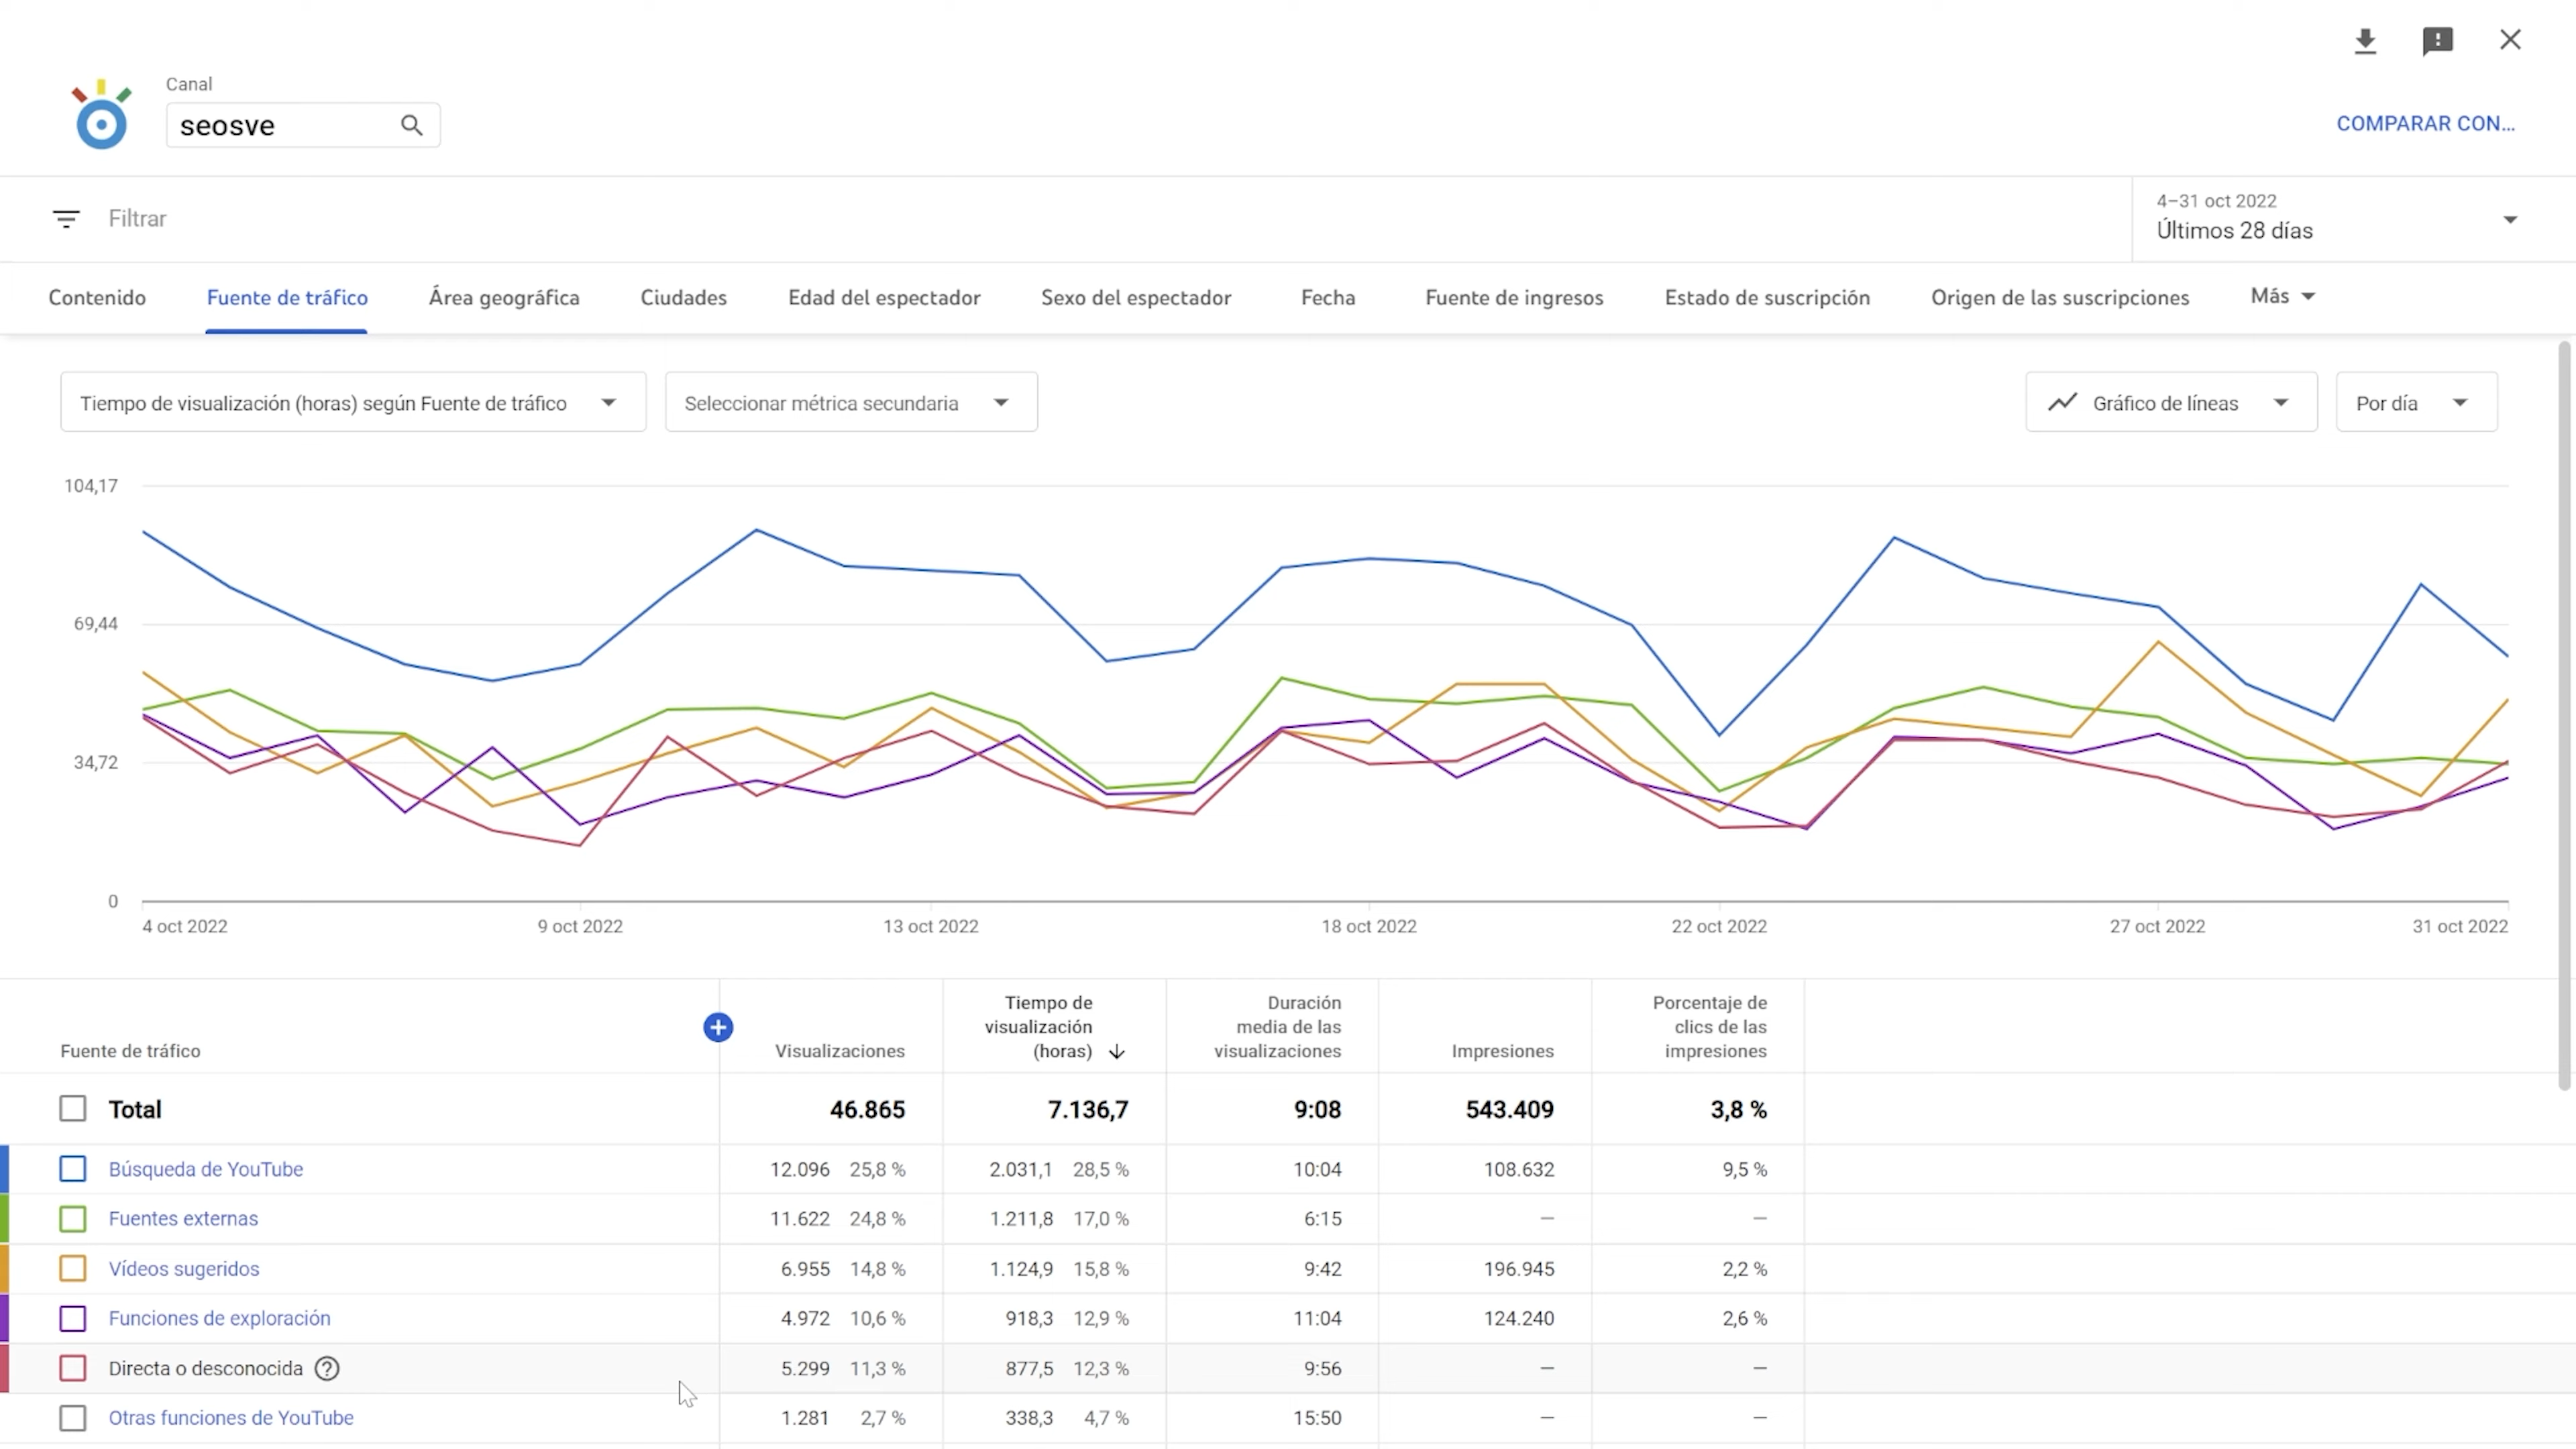 Canal
seosve
COMPARAR CON...
Filtrar
4–31 oct 2022
Últimos 28 días
Contenido
Fuente de tráfico
Área geográfica
Ciudades
Edad del espectador
Sexo del espectador
Fecha
Fuente de ingresos
Estado de suscripción
Origen de las suscripciones
Más
Tiempo de visualización (horas) según Fuente de tráfico
Seleccionar métrica secundaria
Gráfico de líneas
Por día
104,17
69,44
34,72
0
4 oct 2022
9 oct 2022
13 oct 2022
18 oct 2022
22 oct 2022
27 oct 2022
31 oct 2022
Fuente de tráfico
Visualizaciones
Tiempo de
visualización
(horas)
Duración
media de las
visualizaciones
Impresiones
Porcentaje de
clics de las
impresiones
Total 46.865 7.136,7 9:08 543.409 3,8 %
Búsqueda de YouTube 12.096 25,8 % 2.031,1 28,5 % 10:04 108.632 9,5 %
Fuentes externas 11.622 24,8 % 1.211,8 17,0 % 6:15 — —
Vídeos sugeridos 6.955 14,8 % 1.124,9 15,8 % 9:42 196.945 2,2 %
Funciones de exploración 4.972 10,6 % 918,3 12,9 % 11:04 124.240 2,6 %
Directa o desconocida 5.299 11,3 % 877,5 12,3 % 9:56 — —
Otras funciones de YouTube 1.281 2,7 % 338,3 4,7 % 15:50 — —